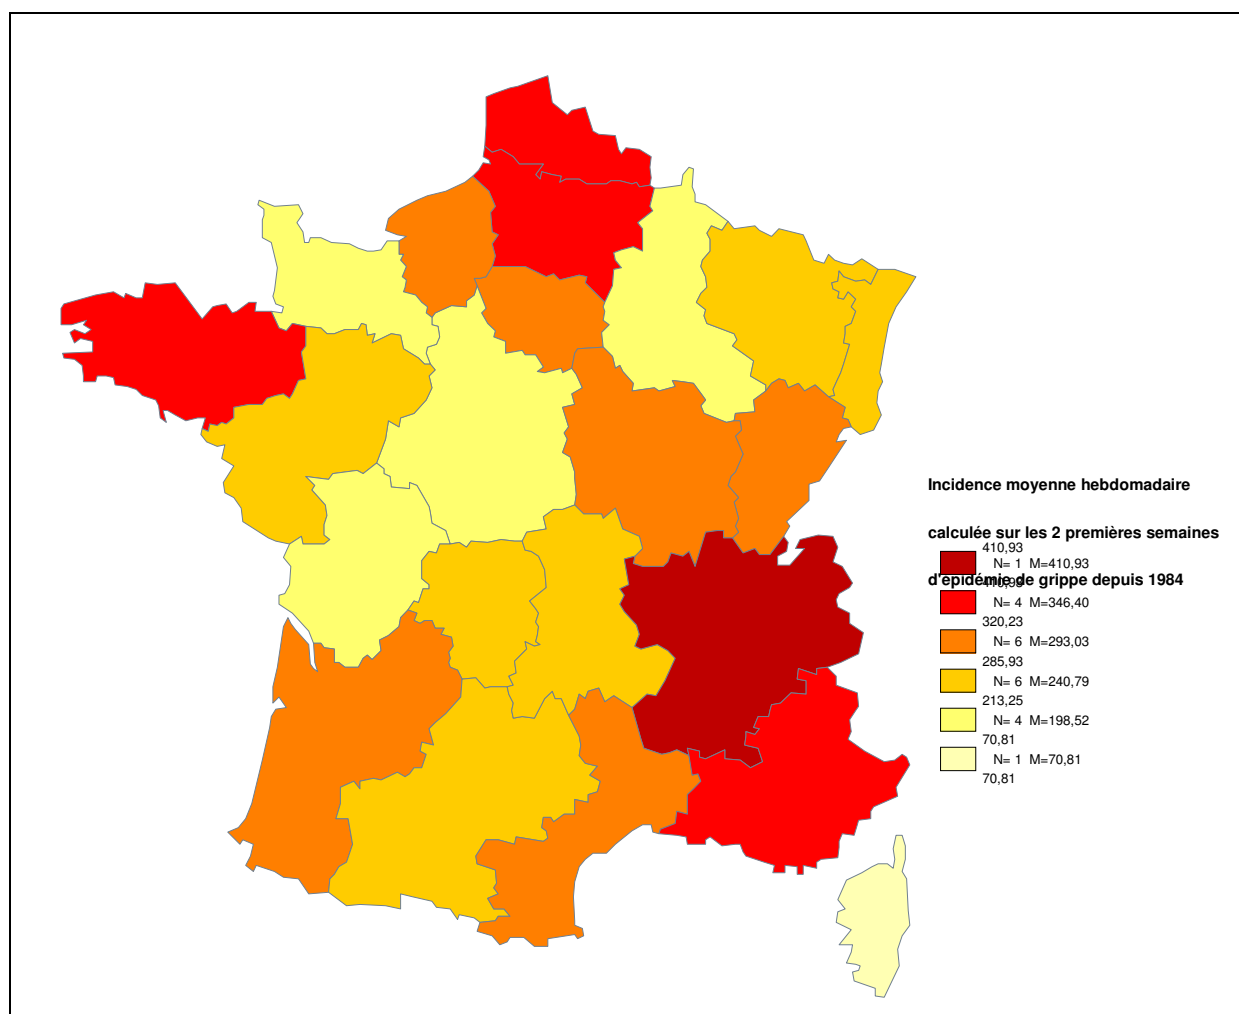 Incidence moyenne hebdomadaire
calculée sur les 2 premières semaines
410,93
N= 1 M=410,93
d'epidémie de grippe depuis 1984
N= 4 M=346,40
320,23
N= 6 M=293,03
285,93
N= 6 M=240,79
213,25
N= 4 M=198,52
70,81
N= 1 M=70,81
70,81